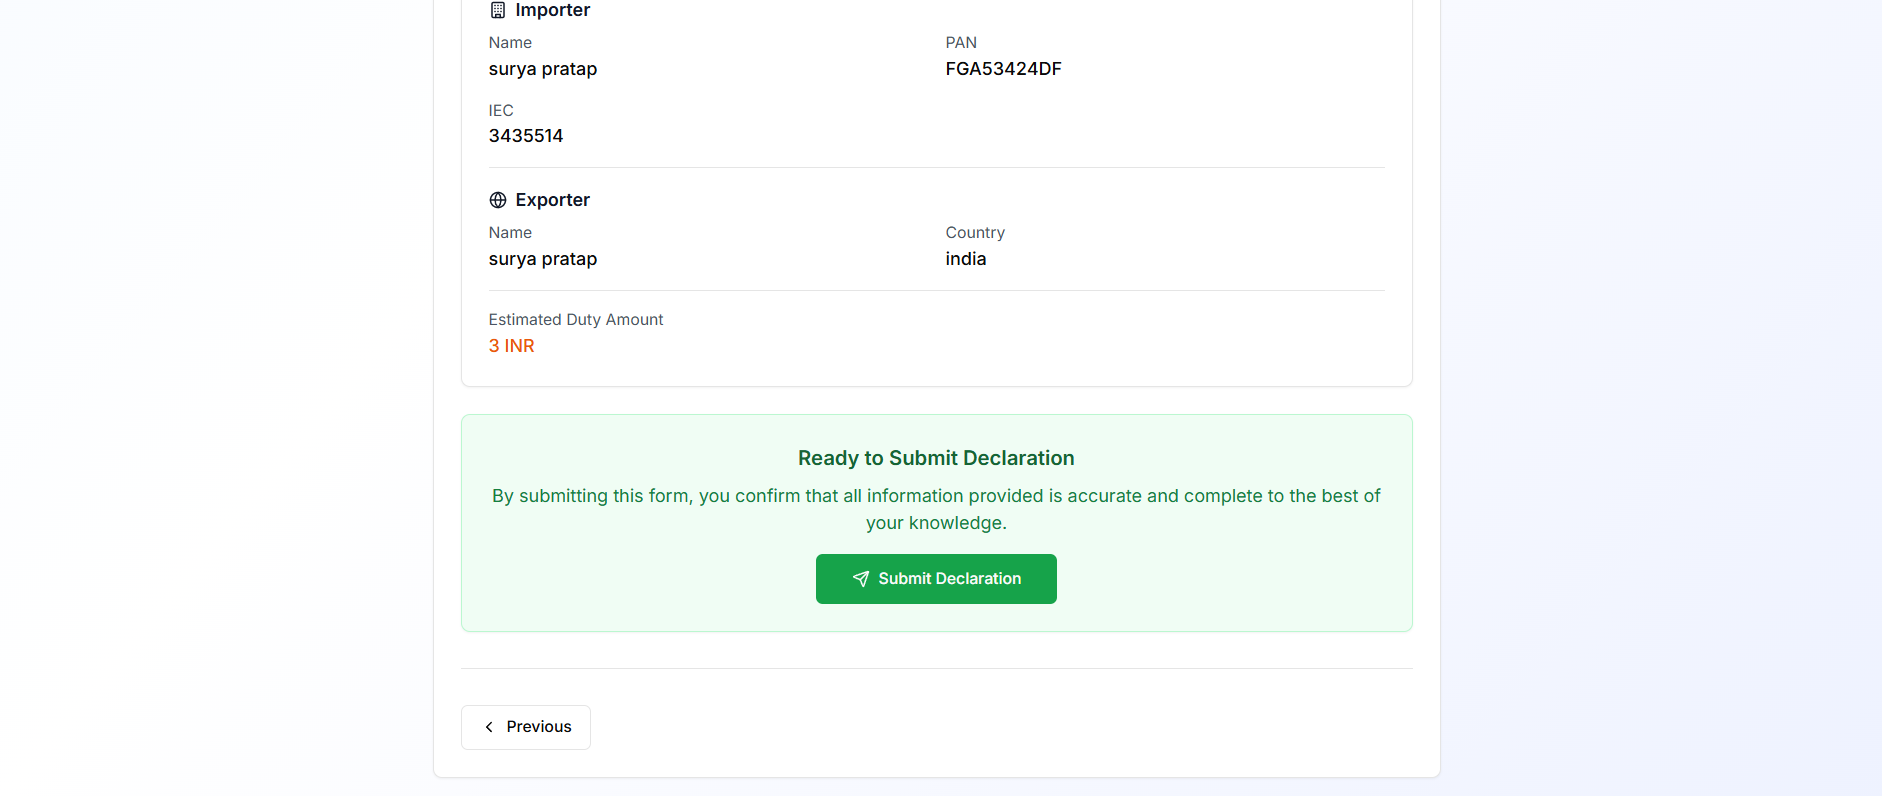 Importer
Name
PAN
surya pratap
FGA53424DF
IEC
3435514
Exporter
Name
Country
surya pratap
india
Estimated Duty Amount
3 INR
Ready to Submit Declaration
By submitting this form, you confirm that all information provided is accurate and complete to the best of
your knowledge.
Submit Declaration
Previous